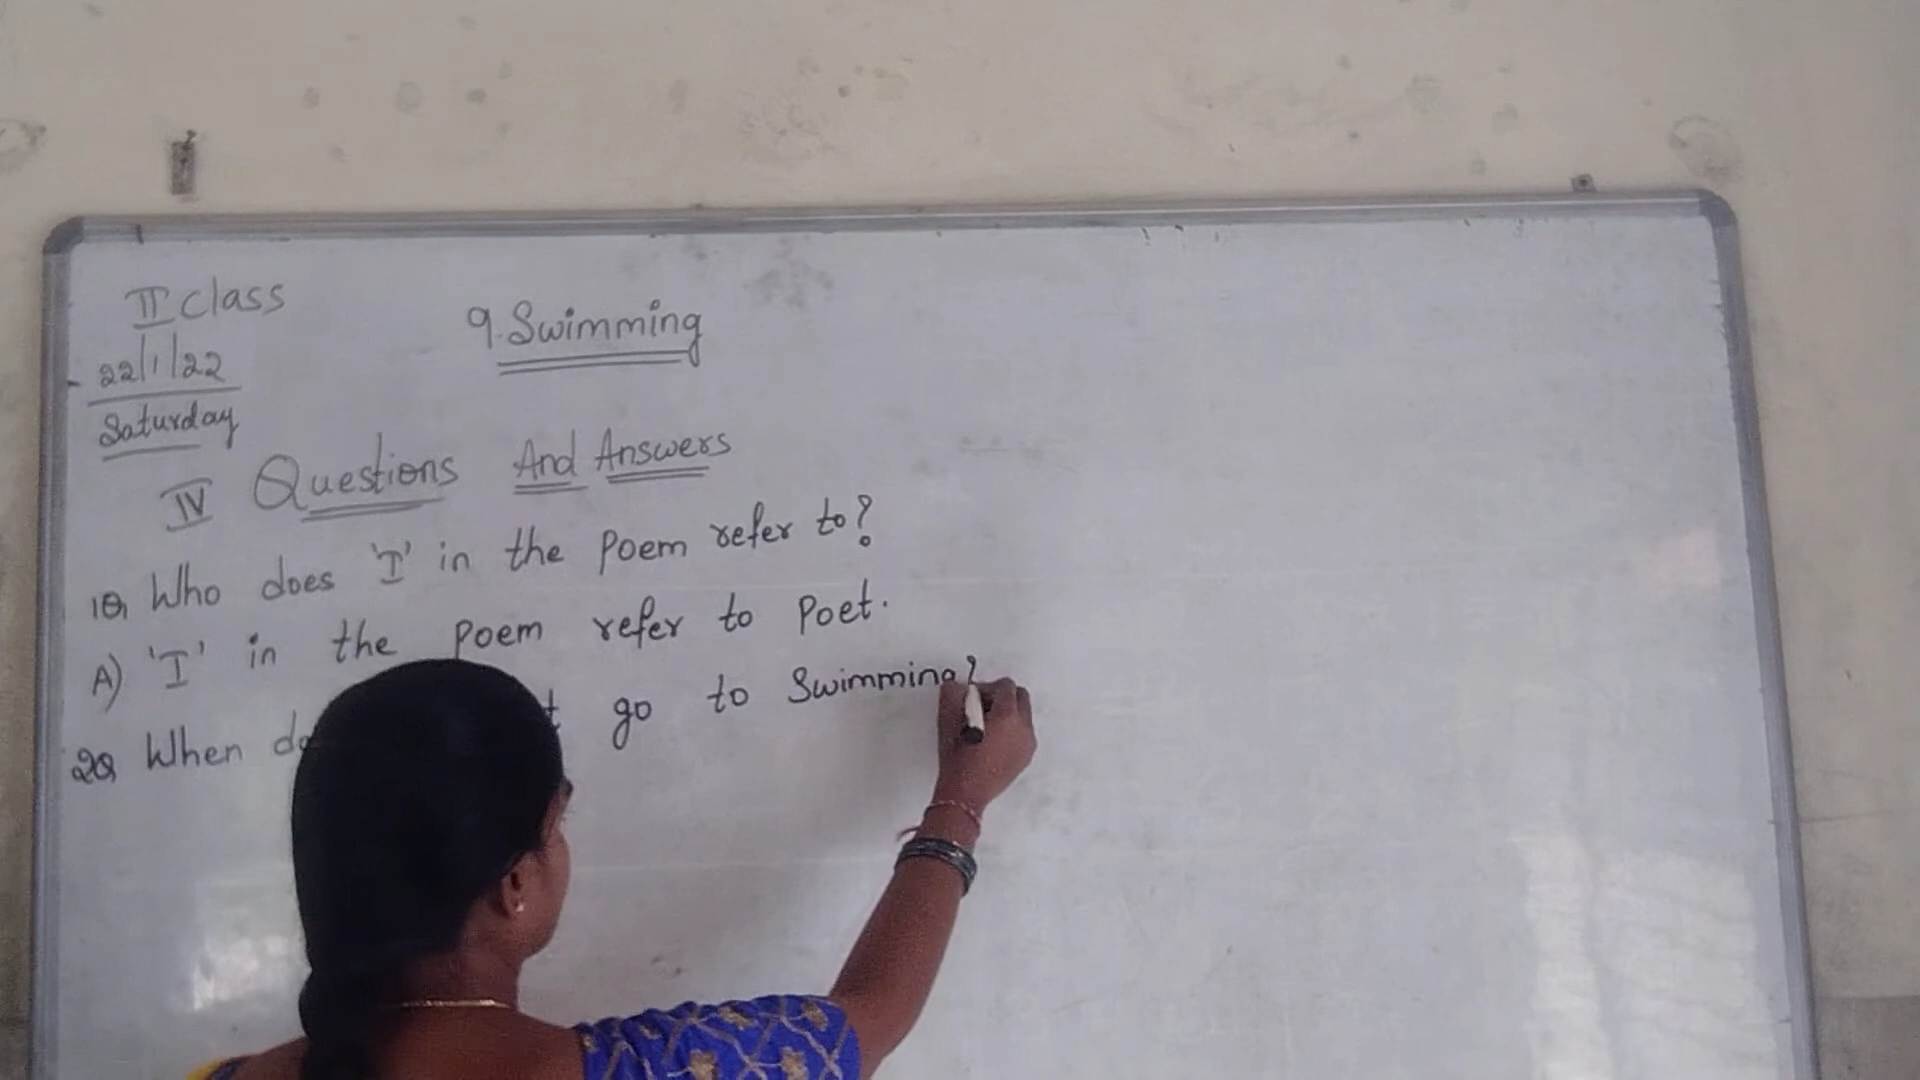 II Class
9. Swimming
22/1/22
Saturday
IV Questions And Answers
1Q, Who does 'I' in the poem refer to?
A) 'I' in the poem refer to poet.
2Q, When go to Swimming?